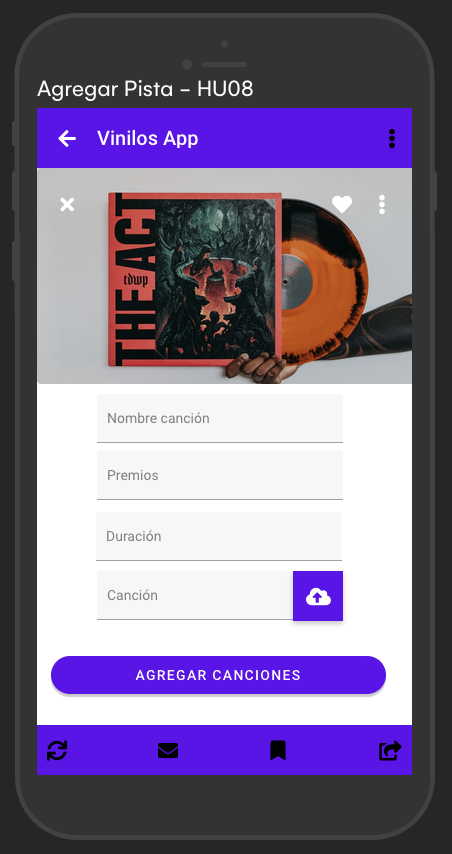 Agregar Pista – HU08
Vinilos App
THE ACT
tdwp
Nombre canción
Premios
Duración
Canción
AGREGAR CANCIONES